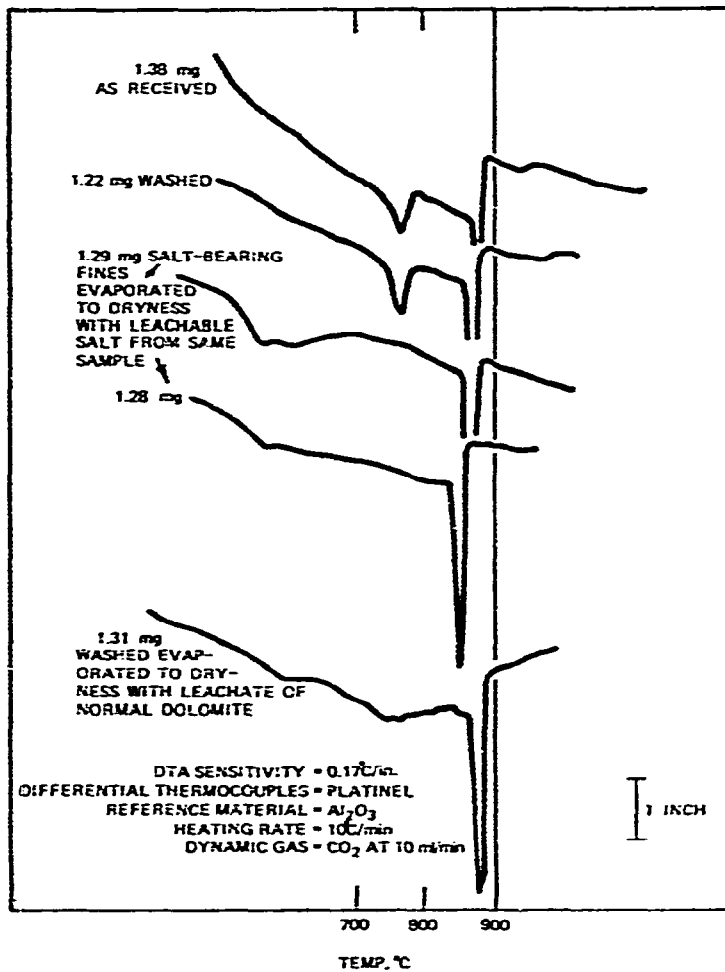 1.38 mg
AS RECEIVED
1.22 mg WASHED
1.29 mg SALT-BEARING
FINES
EVAPORATED
TO DRYNESS
WITH LEACHABLE
SALT FROM SAME
SAMPLE
1.28 mg
1.31 mg
WASHED EVAP-
ORATED TO DRY-
NESS WITH LEACHATE OF
NORMAL DOLOMITE
DTA SENSITIVITY = 0.17°C/in.
DIFFERENTIAL THERMOCOUPLES = PLATINEL
REFERENCE MATERIAL = Al₂O₃
HEATING RATE = 10°C/min
DYNAMIC GAS = CO₂ AT 10 ml/min
1 INCH
700 800 900
TEMP, °C